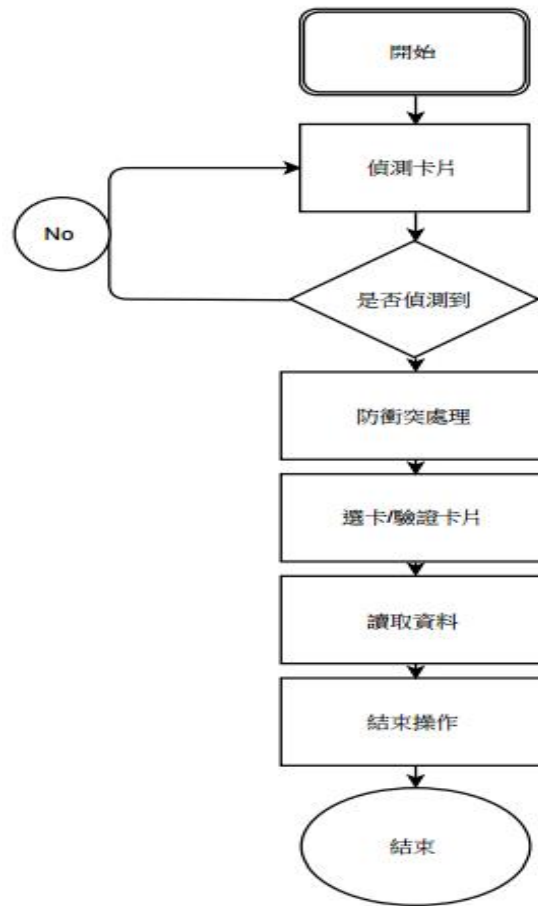 開始
偵測卡片
No
是否偵測到
防衝突處理
選卡/驗證卡片
讀取資料
結束操作
結束